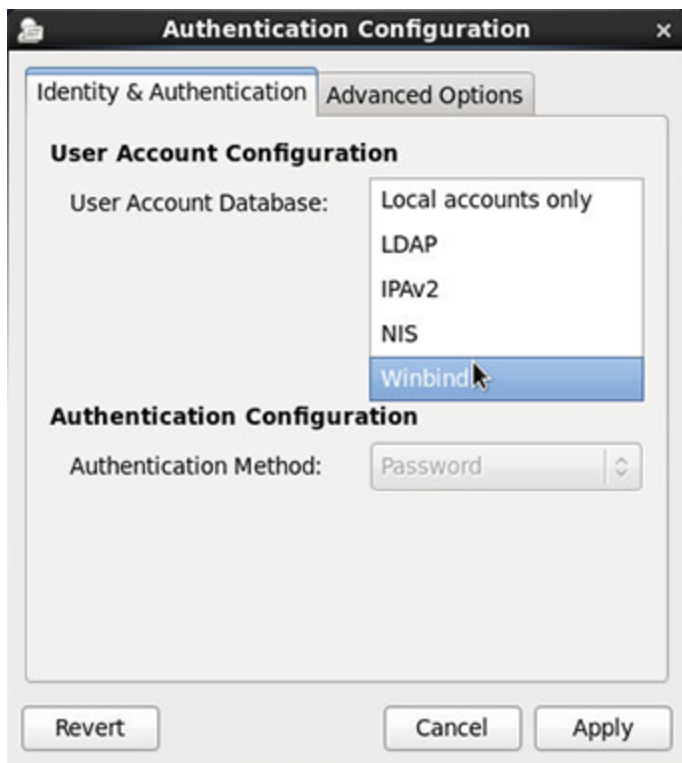 Authentication Configuration
Identity & Authentication
Advanced Options
User Account Configuration
User Account Database:
Local accounts only
LDAP
IPAv2
NIS
Winbind
Authentication Configuration
Authentication Method:
Password
Revert
Cancel
Apply